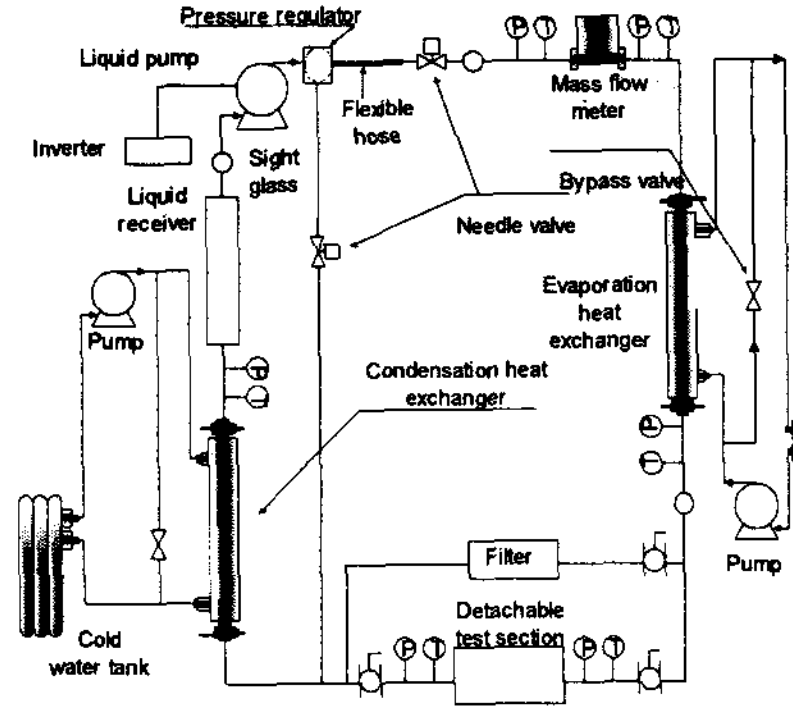 Pressure regulator
Liquid pump
P T
P T
Mass flow
meter
Flexible
hose
Inverter
Sight
glass
Liquid
receiver
Bypass valve
Needle valve
Pump
Evaporation
heat
exchanger
P
T
Condensation heat
exchanger
P
T
Pump
Filter
Detachable
test section
P T
P T
Cold
water tank